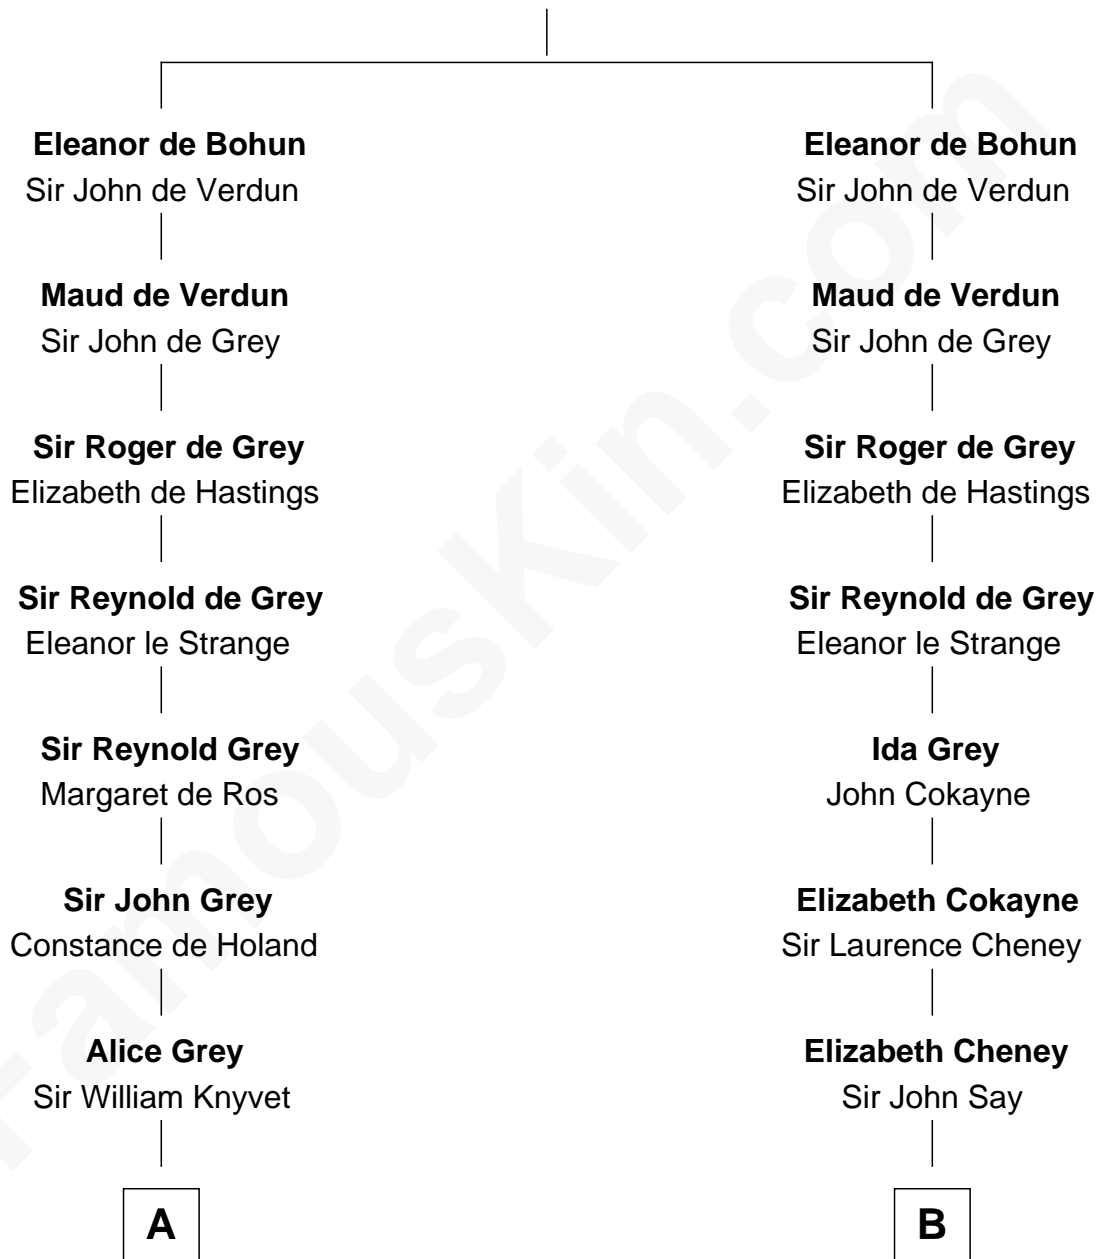 Eleanor de Bohun
Sir John de Verdun
Maud de Verdun
Sir John de Grey
Sir Roger de Grey
Elizabeth de Hastings
Sir Reynold de Grey
Eleanor le Strange
Sir Reynold Grey
Margaret de Ros
Sir John Grey
Constance de Holand
Alice Grey
Sir William Knyvet
A
Eleanor de Bohun
Sir John de Verdun
Maud de Verdun
Sir John de Grey
Sir Roger de Grey
Elizabeth de Hastings
Sir Reynold de Grey
Eleanor le Strange
Ida Grey
John Cokayne
Elizabeth Cokayne
Sir Laurence Cheney
Elizabeth Cheney
Sir John Say
B
FamousKin.com